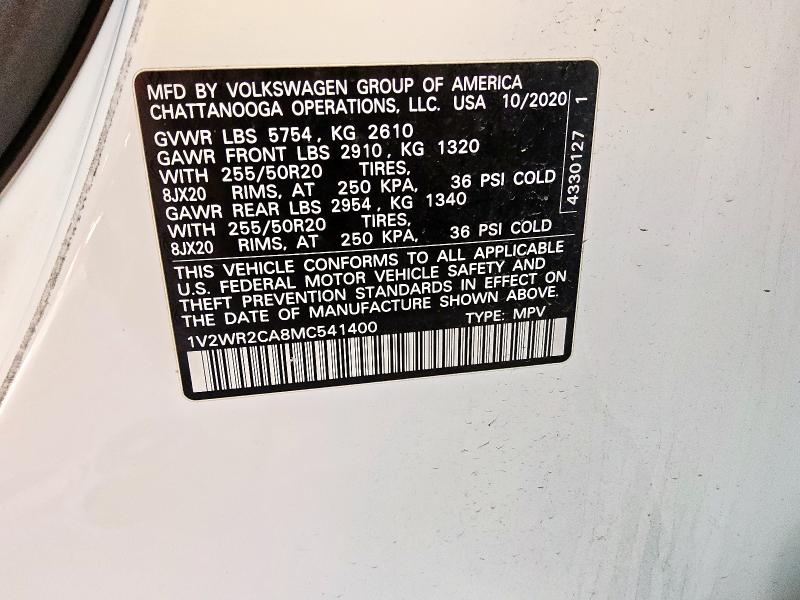 MFD BY VOLKSWAGEN GROUP OF AMERICA
CHATTANOOGA OPERATIONS, LLC. USA 10/2020
GVWR LBS 5754, KG 2610
GAWR FRONT LBS 2910, KG 1320
WITH 255/50R20 TIRES,
8JX20 RIMS, AT 250 KPA, 36 PSI COLD
GAWR REAR LBS 2954, KG 1340
WITH 255/50R20 TIRES,
8JX20 RIMS, AT 250 KPA, 36 PSI COLD
4330127 1
THIS VEHICLE CONFORMS TO ALL APPLICABLE
U.S. FEDERAL MOTOR VEHICLE SAFETY AND
THEFT PREVENTION STANDARDS IN EFFECT ON
THE DATE OF MANUFACTURE SHOWN ABOVE.
1V2WR2CA8MC541400 TYPE: MPV